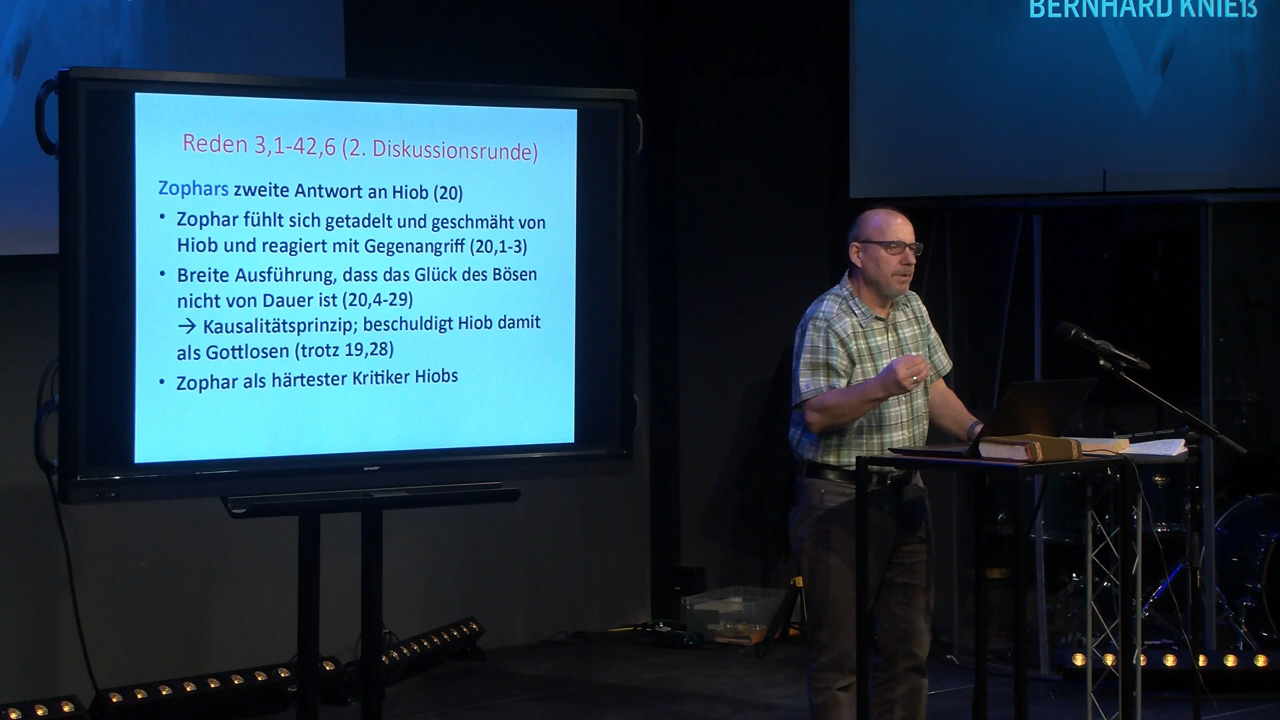 BERNHARD KNIEß
Reden 3,1-42,6 (2. Diskussionsrunde)
Zophars zweite Antwort an Hiob (20)
• Zophar fühlt sich getadelt und geschmäht von
Hiob und reagiert mit Gegenangriff (20,1-3)
• Breite Ausführung, dass das Glück des Bösen
nicht von Dauer ist (20,4-29)
→ Kausalitätsprinzip; beschuldigt Hiob damit
als Gottlosen (trotz 19,28)
• Zophar als härtester Kritiker Hiobs
SHARP